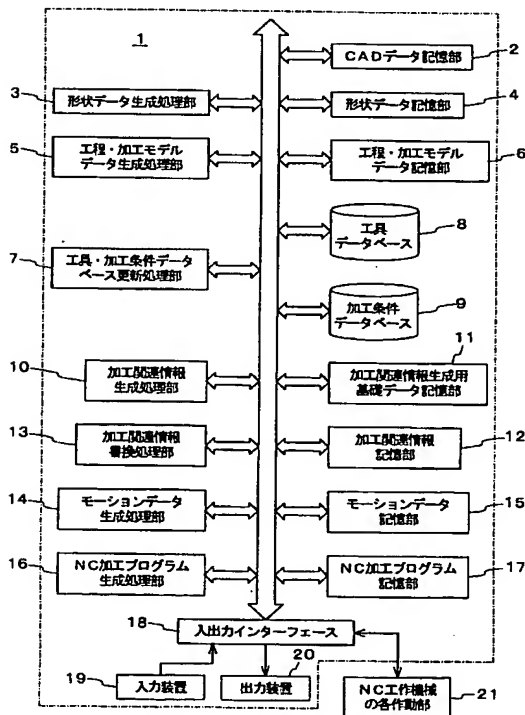 1
2
CADデータ記憶部
3
形状データ生成処理部
4
形状データ記憶部
5
工程・加工モデル
データ生成処理部
6
工程・加工モデル
データ記憶部
7
工具・加工条件データ
ベース更新処理部
8
工具
データベース
9
加工条件
データベース
10
加工関連情報
生成処理部
11
加工関連情報生成用
基礎データ記憶部
13
加工関連情報
書換処理部
12
加工関連情報
記憶部
14
モーションデータ
生成処理部
15
モーションデータ
記憶部
16
NC加工プログラム
生成処理部
17
NC加工プログラム
記憶部
18
入出力インターフェース
19
入力装置
20
出力装置
21
NC工作機械
の各作動部